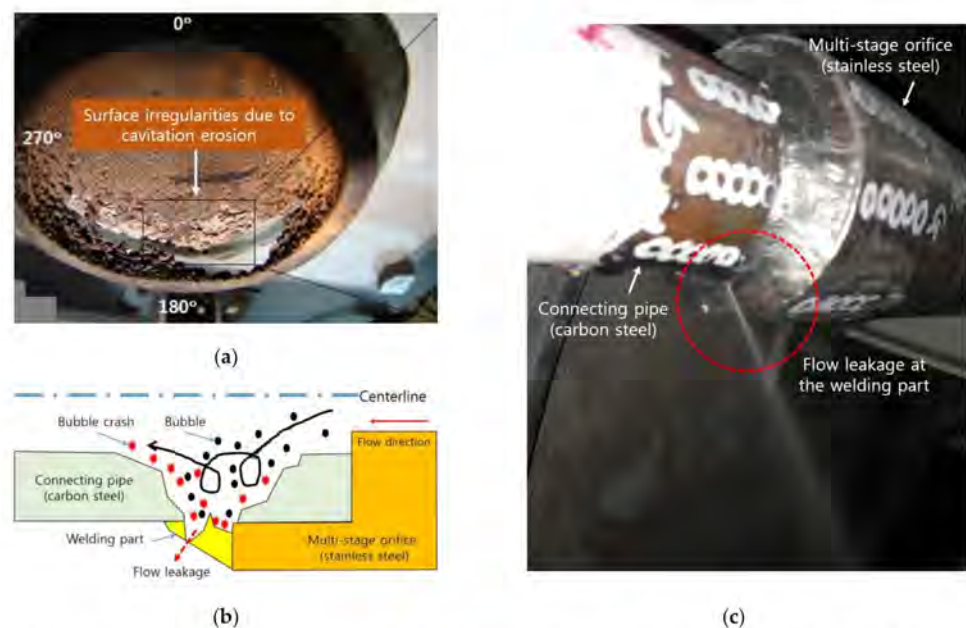 0°
Surface irregularities due to
cavitation erosion
270°
180°
(a)
Centerline
Bubble crash
Bubble
Flow direction
Connecting pipe
(carbon steel)
Welding part
Multi-stage orifice
(stainless steel)
Flow leakage
(b)
Multi-stage orifice
(stainless steel)
Connecting pipe
(carbon steel)
Flow leakage at
the welding part
(c)